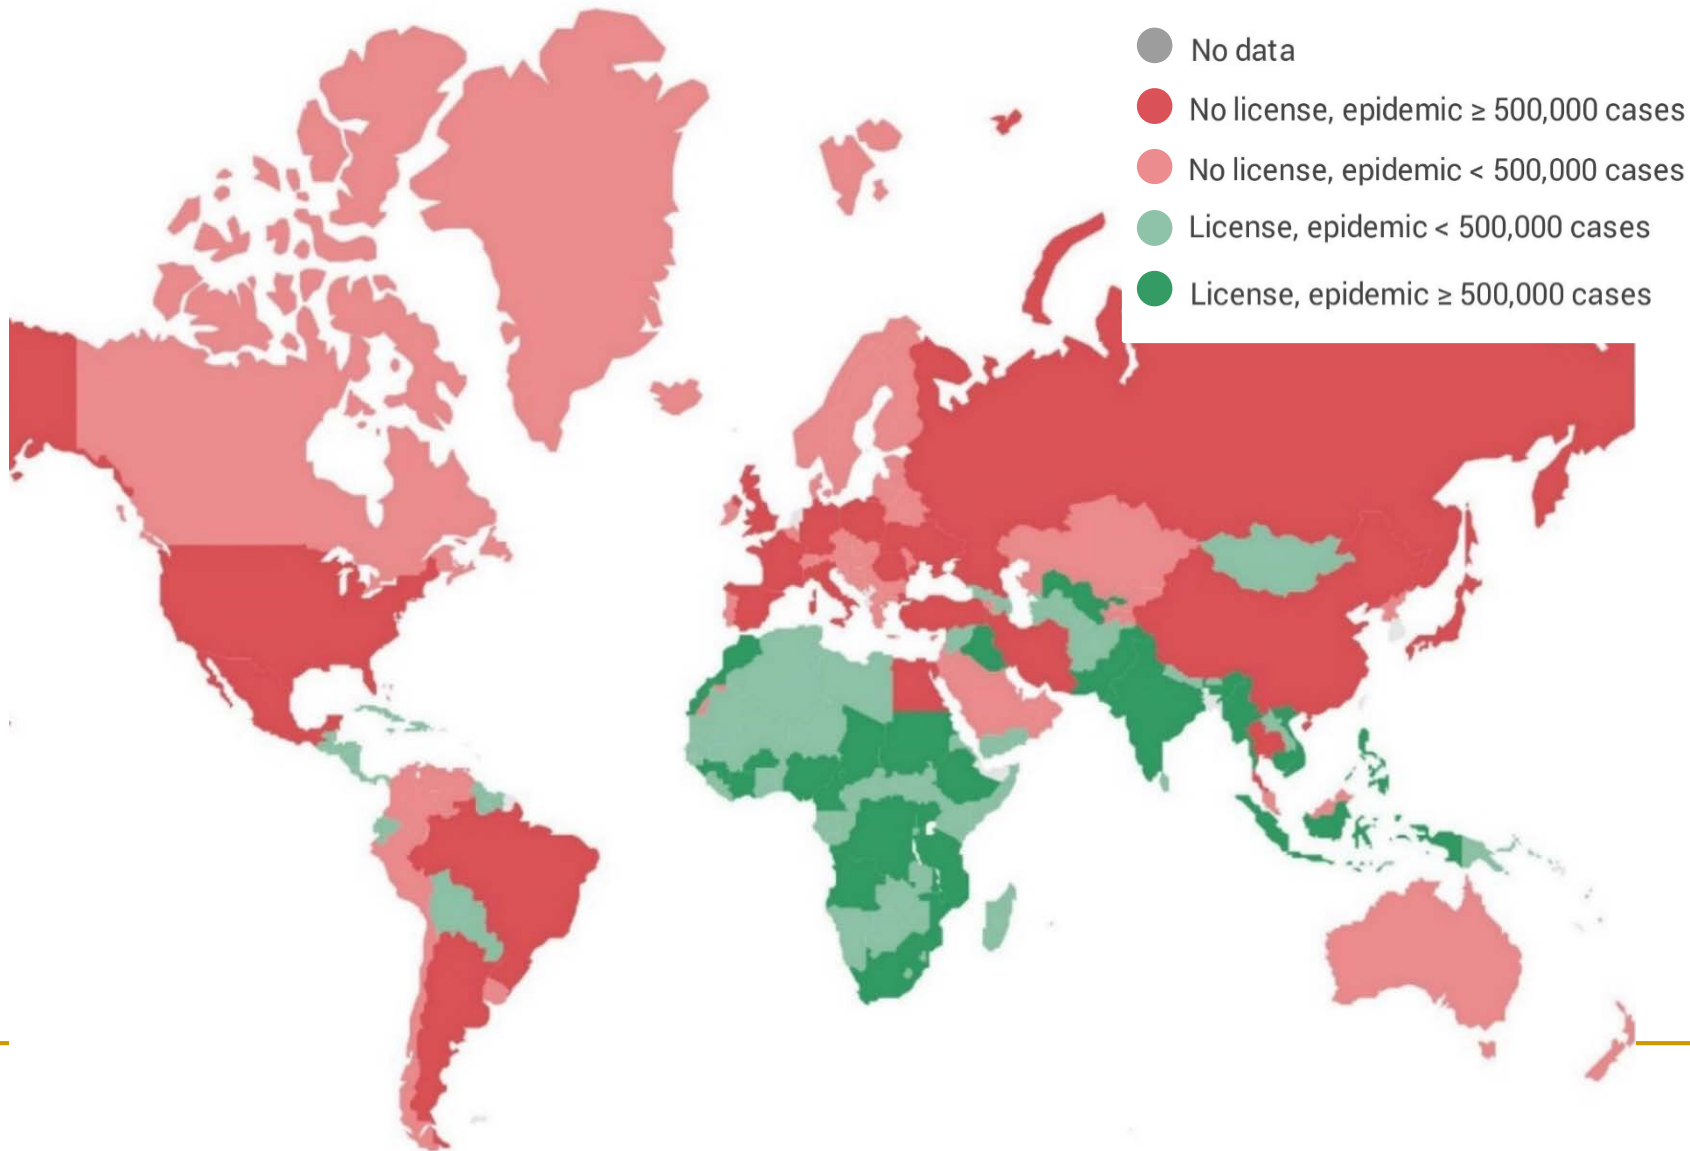 No data
No license, epidemic ≥ 500,000 cases
No license, epidemic < 500,000 cases
License, epidemic < 500,000 cases
License, epidemic ≥ 500,000 cases